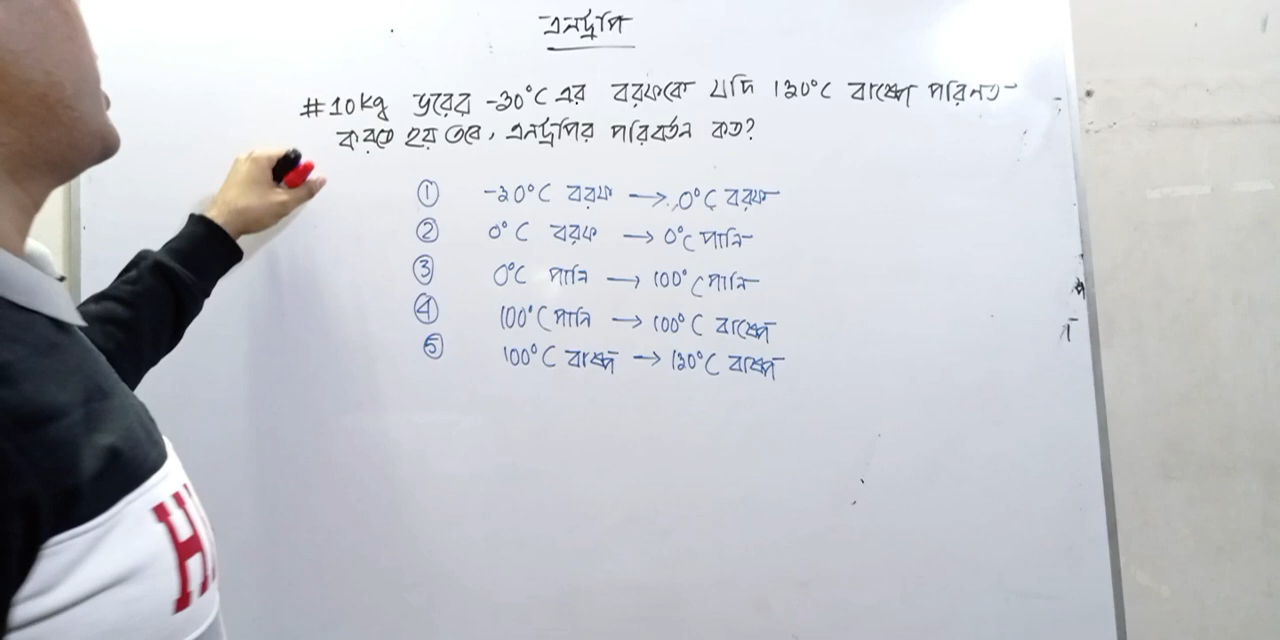 এনট্রপি
#10kg ভরের -30°C এর বরফকে যদি 130°C বাষ্পে পরিনত
করতে হয় তবে, এনট্রপির পরিবর্তন কত?
① -30°C বরফ → 0°C বরফ
② 0°C বরফ → 0°C পানি
③ 0°C পানি → 100°C পানি
④ 100°C পানি → 100°C বাষ্পে
⑤ 100°C বাষ্পে → 130°C বাষ্পে
H